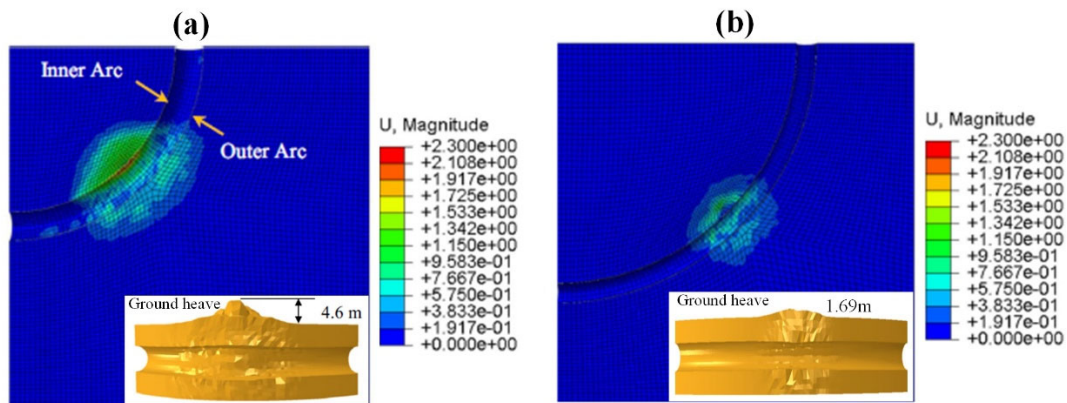 (a)
Inner Arc
Outer Arc
U, Magnitude
+2.300e+00
+2.108e+00
+1.917e+00
+1.725e+00
+1.533e+00
+1.342e+00
+1.150e+00
+9.583e-01
+7.667e-01
+5.750e-01
+3.833e-01
+1.917e-01
+0.000e+00
Ground heave
4.6 m
(b)
U, Magnitude
+2.300e+00
+2.108e+00
+1.917e+00
+1.725e+00
+1.533e+00
+1.342e+00
+1.150e+00
+9.583e-01
+7.667e-01
+5.750e-01
+3.833e-01
+1.917e-01
+0.000e+00
Ground heave
1.69m